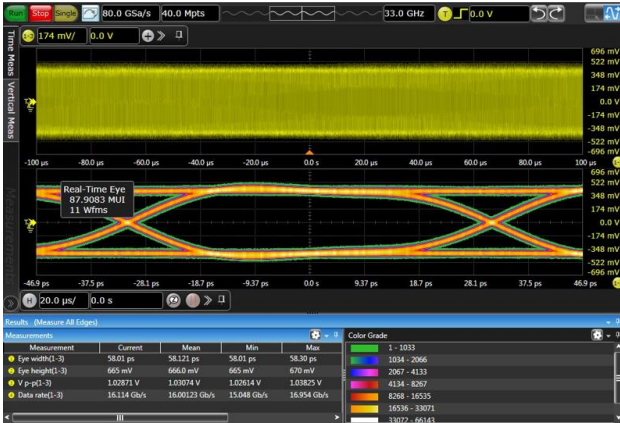 Run Stop Single 80.0 GSa/s 40.0 Mpts 33.0 GHz T 0.0 V
174 mV/ 0.0 V
Time Meas
Vertical Meas
Measurements
696 mV
522 mV
348 mV
174 mV
0.0 V
-174 mV
-348 mV
-522 mV
-696 mV
-100 µs -80.0 µs -60.0 µs -40.0 µs -20.0 µs 0.0 s 20.0 µs 40.0 µs 60.0 µs 80.0 µs 100 µs
Real-Time Eye
87.9083 MUI
11 Wfms
696 mV
522 mV
348 mV
174 mV
0.0 V
-174 mV
-348 mV
-522 mV
-696 mV
-46.9 ps -37.5 ps -28.1 ps -18.7 ps -9.37 ps 0.0 s 9.37 ps 18.7 ps 28.1 ps 37.5 ps 46.9 ps
H 20.0 µs/ 0.0 s
Results (Measure All Edges)
Measurements
Measurement Current Mean Min Max
Eye width(1-3) 58.01 ps 58.121 ps 58.01 ps 58.30 ps
Eye height(1-3) 665 mV 666.0 mV 665 mV 670 mV
V p-p(1-3) 1.02871 V 1.03074 V 1.02614 V 1.03825 V
Data rate(1-3) 16.114 Gb/s 16.00123 Gb/s 15.048 Gb/s 16.954 Gb/s
Color Grade
1 - 1033
1034 - 2066
2067 - 4133
4134 - 8267
8268 - 16535
16536 - 33071
33072 - 66143